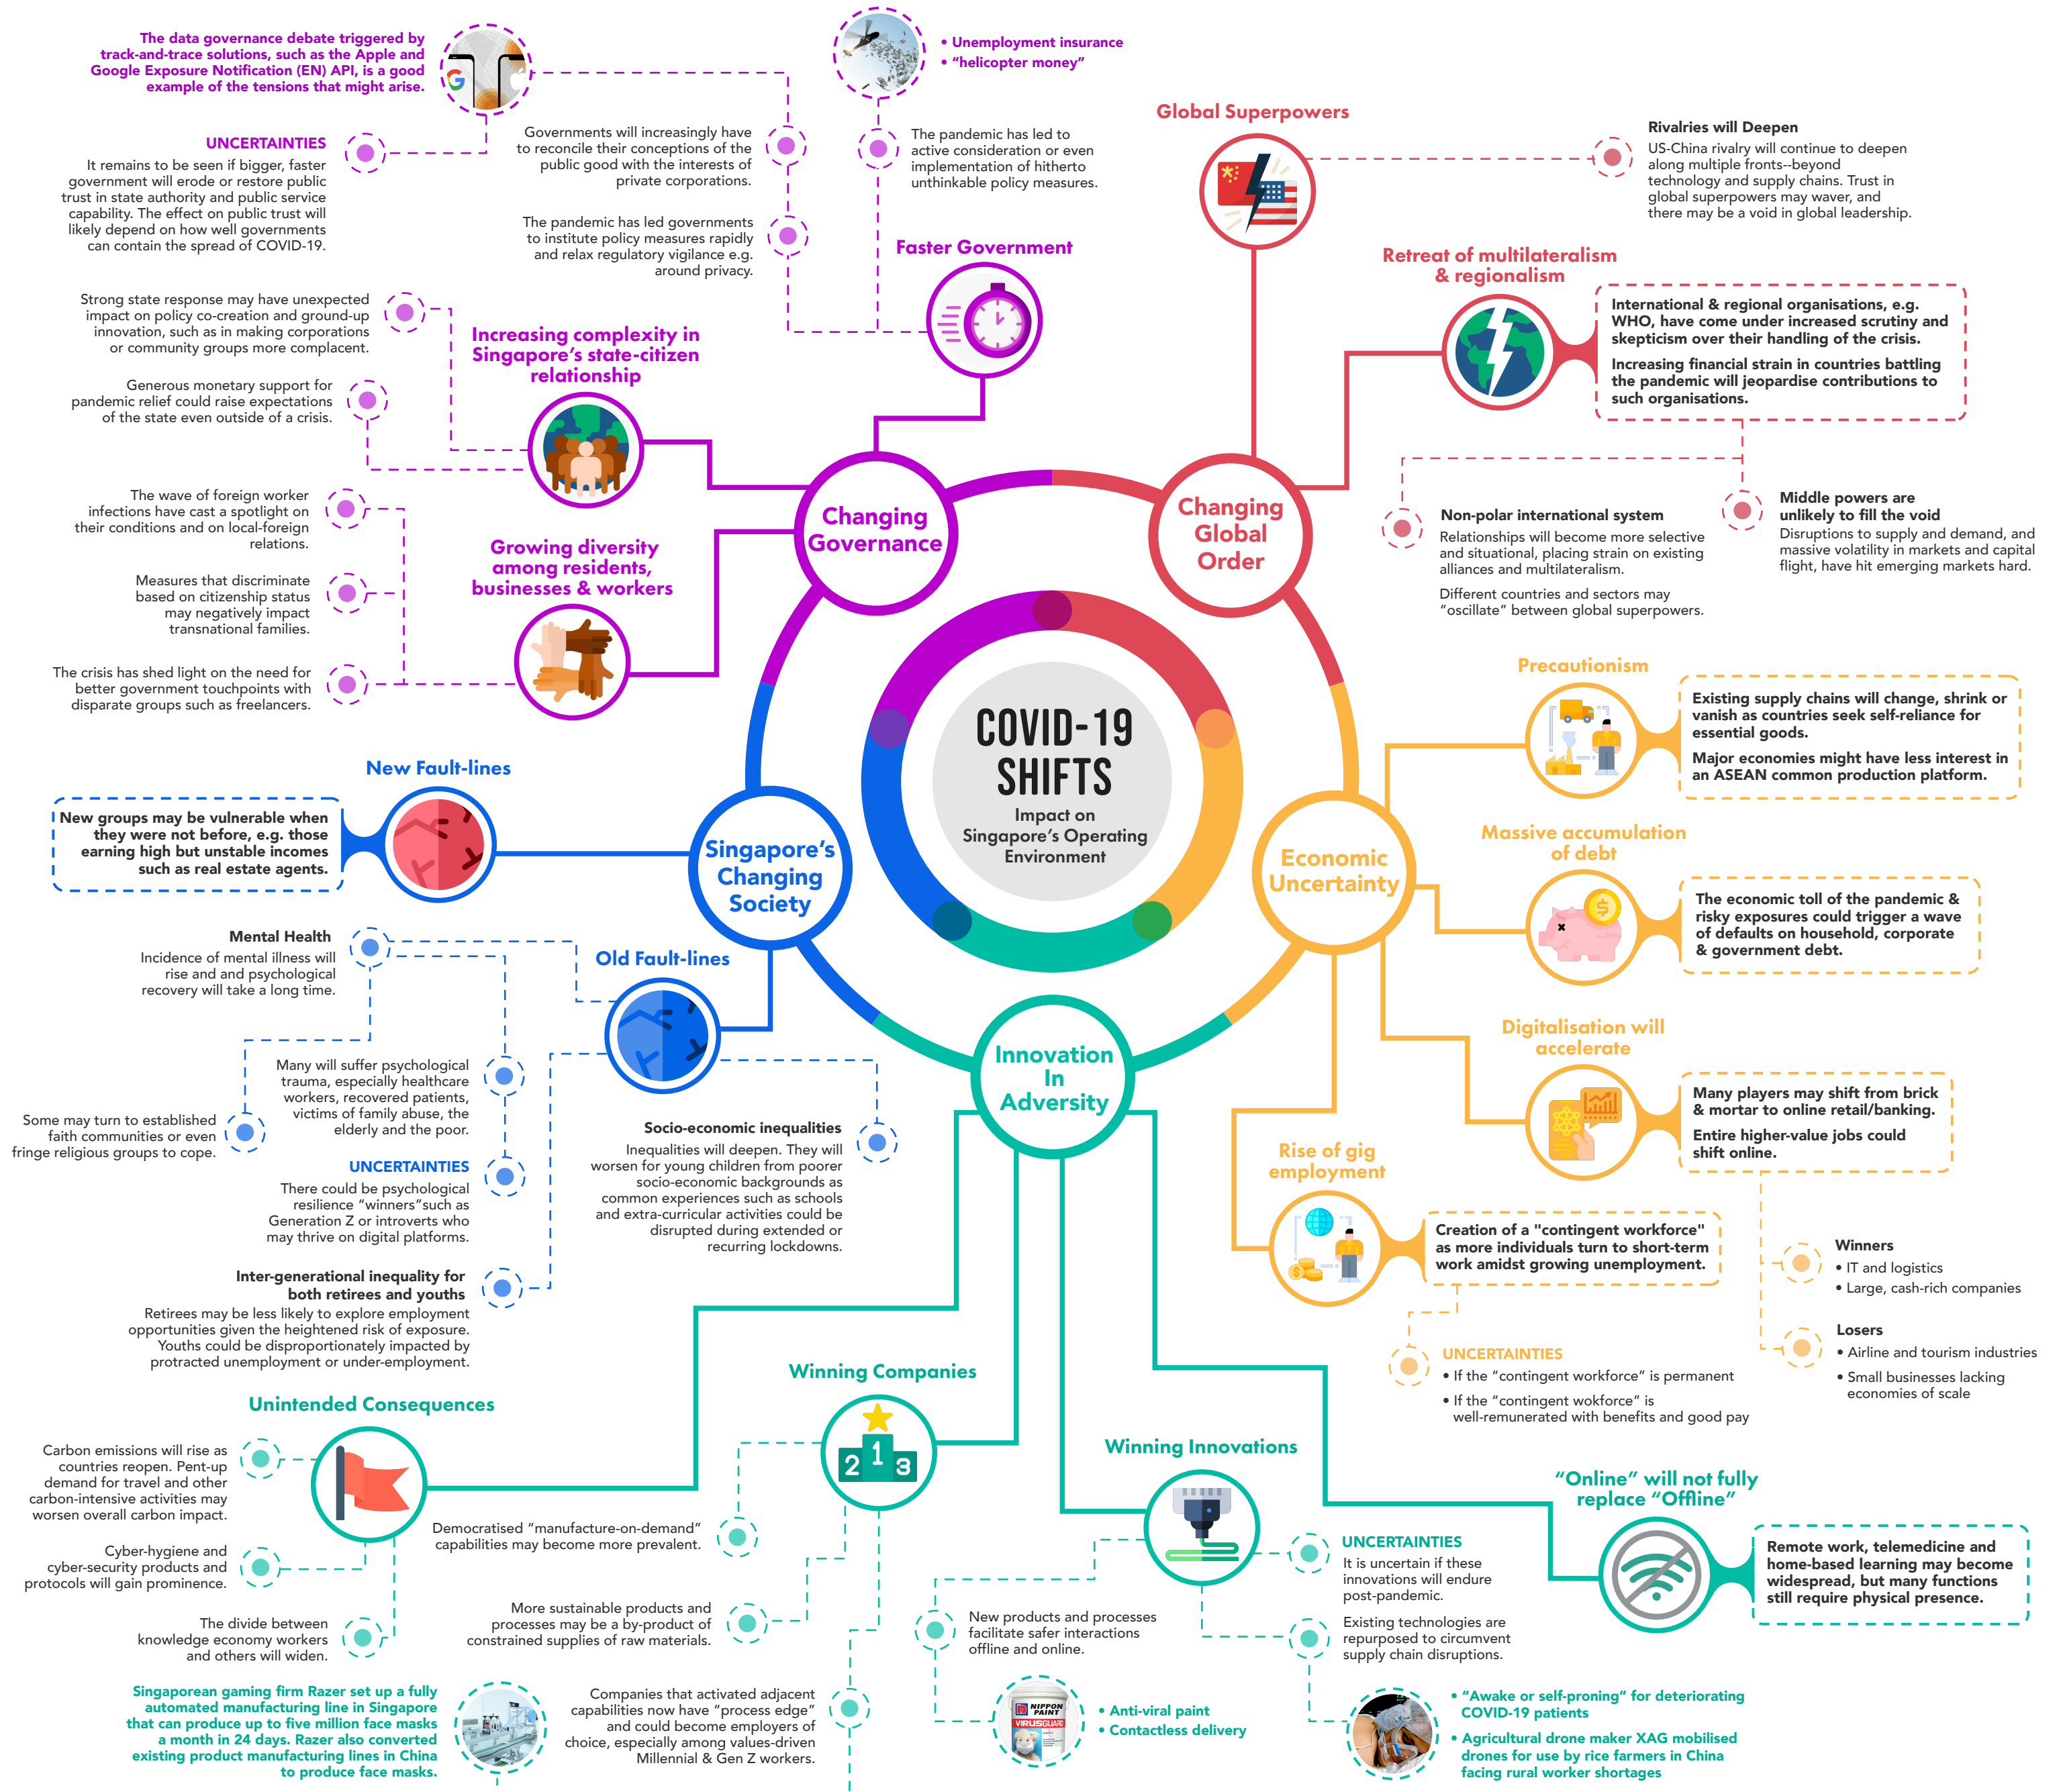 The data governance debate triggered by
track-and-trace solutions, such as the Apple and
Google Exposure Notification (EN) API, is a good
example of the tensions that might arise.
UNCERTAINTIES
It remains to be seen if bigger, faster
government will erode or restore public
trust in state authority and public service
capability. The effect on public trust will
likely depend on how well governments
can contain the spread of COVID-19.
Governments will increasingly have
to reconcile their conceptions of the
public good with the interests of
private corporations.
The pandemic has led governments
to institute policy measures rapidly
and relax regulatory vigilance e.g.
around privacy.
• Unemployment insurance
• "helicopter money"
The pandemic has led to
active consideration or even
implementation of hitherto
unthinkable policy measures.
Faster Government
Strong state response may have unexpected
impact on policy co-creation and ground-up
innovation, such as in making corporations
or community groups more complacent.
Generous monetary support for
pandemic relief could raise expectations
of the state even outside of a crisis.
Increasing complexity in
Singapore's state-citizen
relationship
The wave of foreign worker
infections have cast a spotlight on
their conditions and on local-foreign
relations.
Measures that discriminate
based on citizenship status
may negatively impact
transnational families.
The crisis has shed light on the need for
better government touchpoints with
disparate groups such as freelancers.
Growing diversity
among residents,
businesses & workers
Changing
Governance
Global Superpowers
Rivalries will Deepen
US-China rivalry will continue to deepen
along multiple fronts--beyond
technology and supply chains. Trust in
global superpowers may waver, and
there may be a void in global leadership.
Retreat of multilateralism
& regionalism
International & regional organisations, e.g.
WHO, have come under increased scrutiny and
skepticism over their handling of the crisis.
Increasing financial strain in countries battling
the pandemic will jeopardise contributions to
such organisations.
Changing
Global
Order
Non-polar international system
Relationships will become more selective
and situational, placing strain on existing
alliances and multilateralism.
Different countries and sectors may
"oscillate" between global superpowers.
Middle powers are
unlikely to fill the void
Disruptions to supply and demand, and
massive volatility in markets and capital
flight, have hit emerging markets hard.
COVID-19
SHIFTS
Impact on
Singapore's Operating
Environment
Precautionism
Existing supply chains will change, shrink or
vanish as countries seek self-reliance for
essential goods.
Major economies might have less interest in
an ASEAN common production platform.
Massive accumulation
of debt
The economic toll of the pandemic &
risky exposures could trigger a wave
of defaults on household, corporate
& government debt.
Economic
Uncertainty
Digitalisation will
accelerate
Many players may shift from brick
& mortar to online retail/banking.
Entire higher-value jobs could
shift online.
Winners
• IT and logistics
• Large, cash-rich companies
Losers
• Airline and tourism industries
• Small businesses lacking
economies of scale
Rise of gig
employment
Creation of a "contingent workforce"
as more individuals turn to short-term
work amidst growing unemployment.
UNCERTAINTIES
• If the "contingent workforce" is permanent
• If the "contingent wokforce" is
well-remunerated with benefits and good pay
New Fault-lines
New groups may be vulnerable when
they were not before, e.g. those
earning high but unstable incomes
such as real estate agents.
Singapore's
Changing
Society
Mental Health
Incidence of mental illness will
rise and and psychological
recovery will take a long time.
Old Fault-lines
Many will suffer psychological
trauma, especially healthcare
workers, recovered patients,
victims of family abuse, the
elderly and the poor.
Some may turn to established
faith communities or even
fringe religious groups to cope.
UNCERTAINTIES
There could be psychological
resilience "winners"such as
Generation Z or introverts who
may thrive on digital platforms.
Socio-economic inequalities
Inequalities will deepen. They will
worsen for young children from poorer
socio-economic backgrounds as
common experiences such as schools
and extra-curricular activities could be
disrupted during extended or
recurring lockdowns.
Inter-generational inequality for
both retirees and youths
Retirees may be less likely to explore employment
opportunities given the heightened risk of exposure.
Youths could be disproportionately impacted by
protracted unemployment or under-employment.
Innovation
In
Adversity
Unintended Consequences
Carbon emissions will rise as
countries reopen. Pent-up
demand for travel and other
carbon-intensive activities may
worsen overall carbon impact.
Cyber-hygiene and
cyber-security products and
protocols will gain prominence.
The divide between
knowledge economy workers
and others will widen.
Winning Companies
2 1 3
Democratised "manufacture-on-demand"
capabilities may become more prevalent.
More sustainable products and
processes may be a by-product of
constrained supplies of raw materials.
Companies that activated adjacent
capabilities now have "process edge"
and could become employers of
choice, especially among values-driven
Millennial & Gen Z workers.
Singaporean gaming firm Razer set up a fully
automated manufacturing line in Singapore
that can produce up to five million face masks
a month in 24 days. Razer also converted
existing product manufacturing lines in China
to produce face masks.
Winning Innovations
UNCERTAINTIES
It is uncertain if these
innovations will endure
post-pandemic.
Existing technologies are
repurposed to circumvent
supply chain disruptions.
New products and processes
facilitate safer interactions
offline and online.
NIPPON
PAINT
VIRUSGUARD
• Anti-viral paint
• Contactless delivery
• "Awake or self-proning" for deteriorating
COVID-19 patients
• Agricultural drone maker XAG mobilised
drones for use by rice farmers in China
facing rural worker shortages
"Online" will not fully
replace "Offline"
Remote work, telemedicine and
home-based learning may become
widespread, but many functions
still require physical presence.